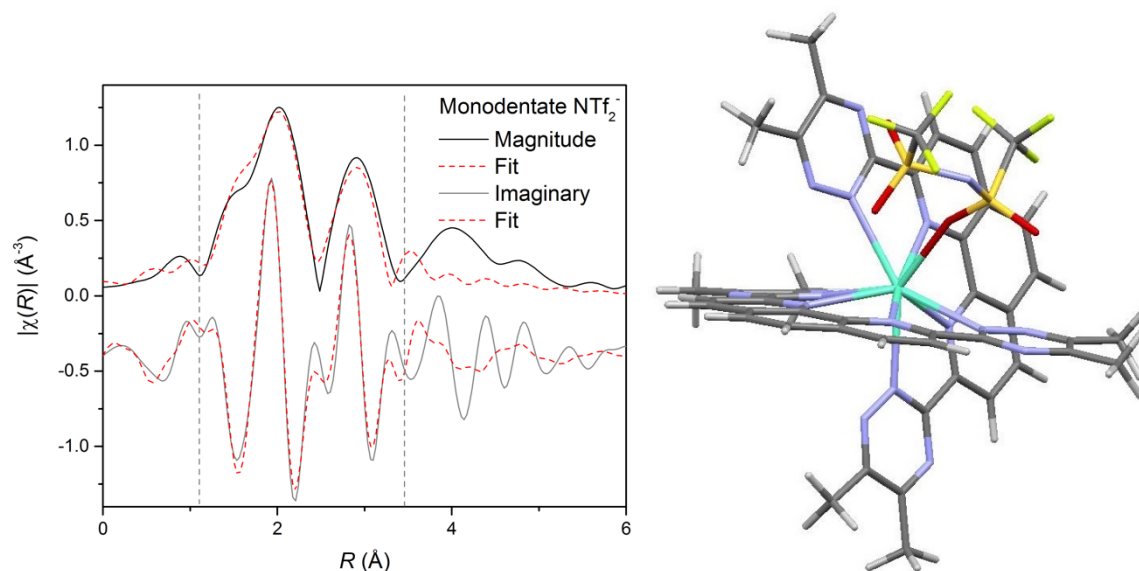 Monodentate NTf₂⁻
Magnitude
Fit
Imaginary
Fit
|χ(R)| (Å⁻³)
1.0
0.5
0.0
-0.5
-1.0
0
2
4
6
R (Å)